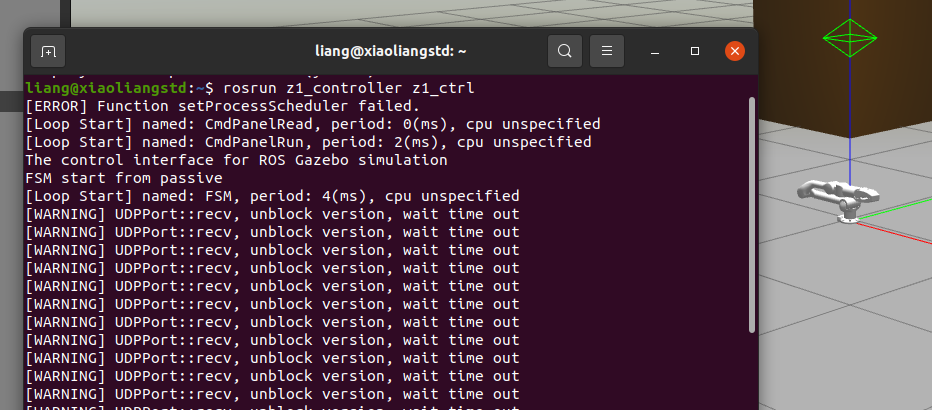 liang@xiaoliangstd: ~
liang@xiaoliangstd:~$ rosrun z1_controller z1_ctrl
[ERROR] Function setProcessScheduler failed.
[Loop Start] named: CmdPanelRead, period: 0(ms), cpu unspecified
[Loop Start] named: CmdPanelRun, period: 2(ms), cpu unspecified
The control interface for ROS Gazebo simulation
FSM start from passive
[Loop Start] named: FSM, period: 4(ms), cpu unspecified
[WARNING] UDPPort::recv, unblock version, wait time out
[WARNING] UDPPort::recv, unblock version, wait time out
[WARNING] UDPPort::recv, unblock version, wait time out
[WARNING] UDPPort::recv, unblock version, wait time out
[WARNING] UDPPort::recv, unblock version, wait time out
[WARNING] UDPPort::recv, unblock version, wait time out
[WARNING] UDPPort::recv, unblock version, wait time out
[WARNING] UDPPort::recv, unblock version, wait time out
[WARNING] UDPPort::recv, unblock version, wait time out
[WARNING] UDPPort::recv, unblock version, wait time out
[WARNING] UDPPort::recv, unblock version, wait time out
[WARNING] UDPPort::recv, unblock version, wait time out